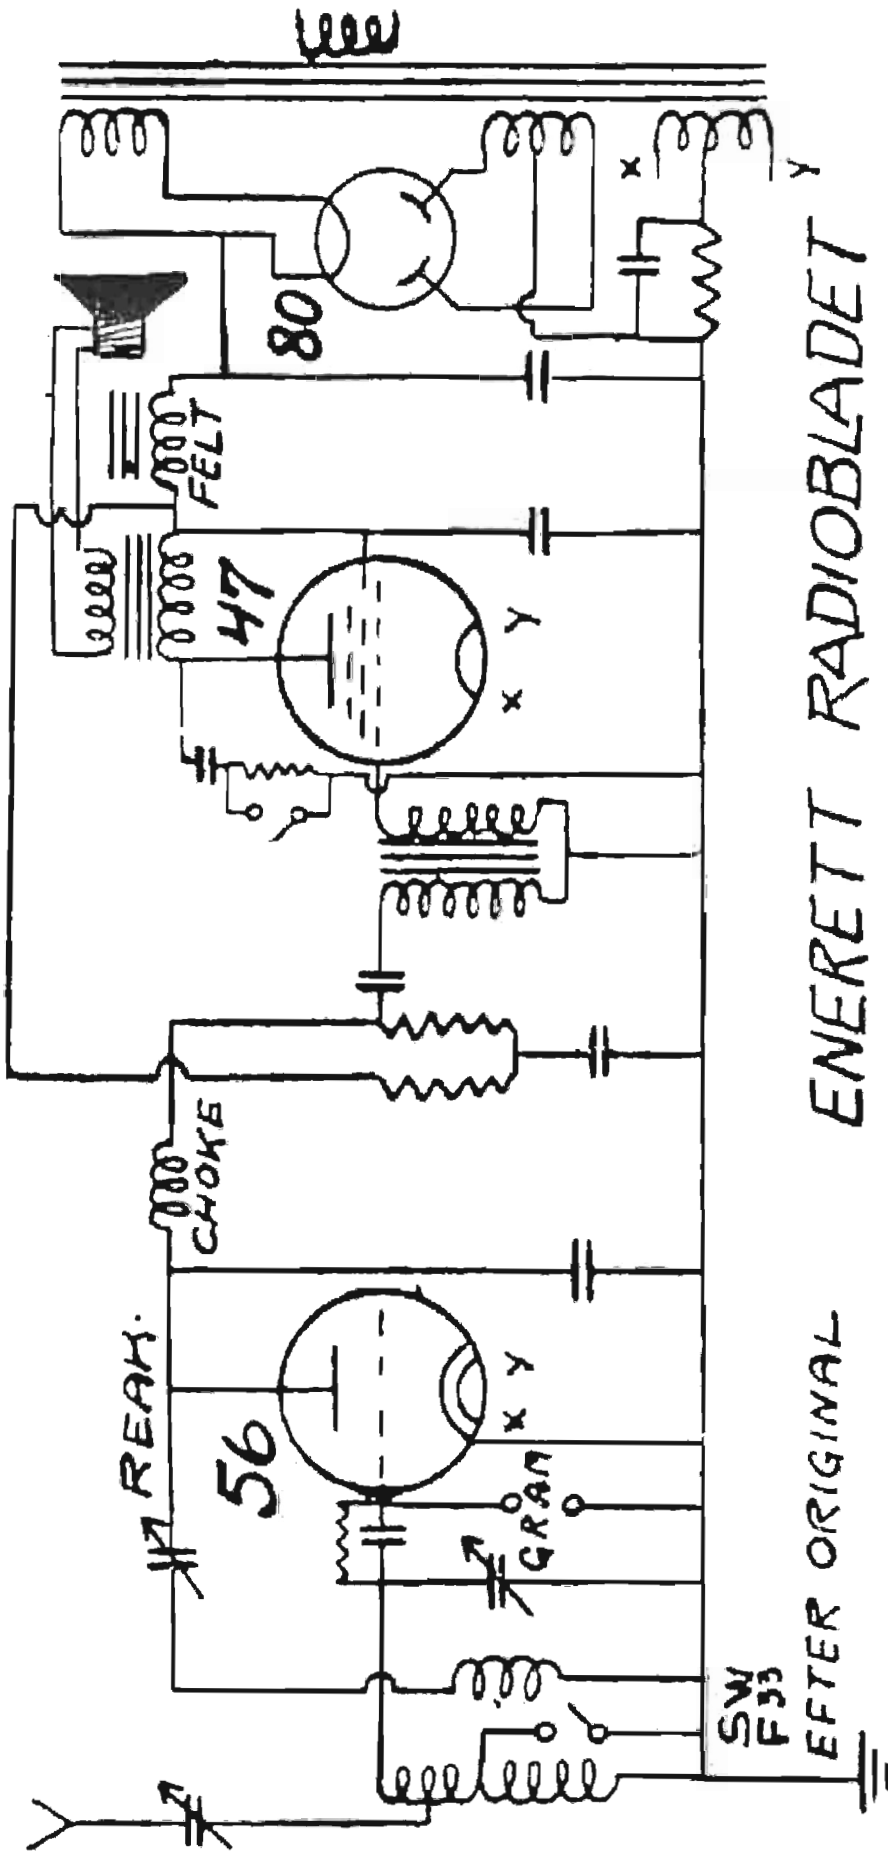 REAK.
CHOKE
FELT
56
47
80
X Y
X Y
X
Y
GRAM
SW
F33
EFTER ORIGINAL
ENERETT RADIOBLADET